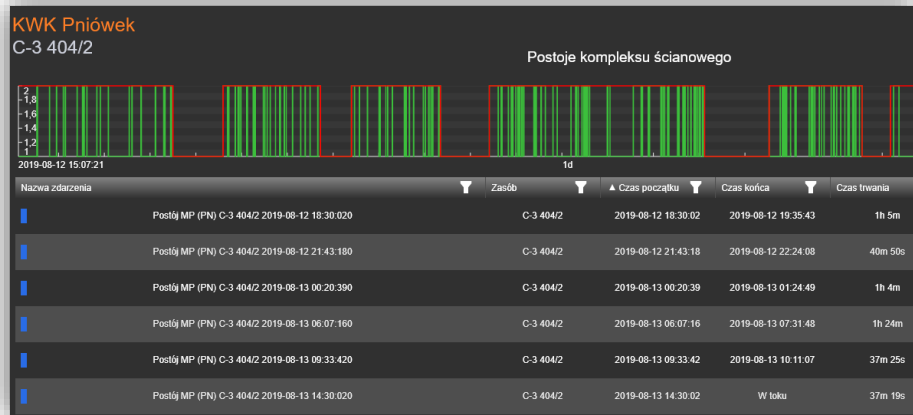 KWK Pniówek
C-3 404/2
Postoje kompleksu ścianowego
2
1,8
1,6
1,4
1,2
1
2019-08-12 15:07:21 1d
Nazwa zdarzenia Zasób ▲ Czas początku Czas końca Czas trwania
Postój MP (PN) C-3 404/2 2019-08-12 18:30:020 C-3 404/2 2019-08-12 18:30:02 2019-08-12 19:35:43 1h 5m
Postój MP (PN) C-3 404/2 2019-08-12 21:43:180 C-3 404/2 2019-08-12 21:43:18 2019-08-12 22:24:08 40m 50s
Postój MP (PN) C-3 404/2 2019-08-13 00:20:390 C-3 404/2 2019-08-13 00:20:39 2019-08-13 01:24:49 1h 4m
Postój MP (PN) C-3 404/2 2019-08-13 06:07:160 C-3 404/2 2019-08-13 06:07:16 2019-08-13 07:31:48 1h 24m
Postój MP (PN) C-3 404/2 2019-08-13 09:33:420 C-3 404/2 2019-08-13 09:33:42 2019-08-13 10:11:07 37m 25s
Postój MP (PN) C-3 404/2 2019-08-13 14:30:020 C-3 404/2 2019-08-13 14:30:02 W toku 37m 19s